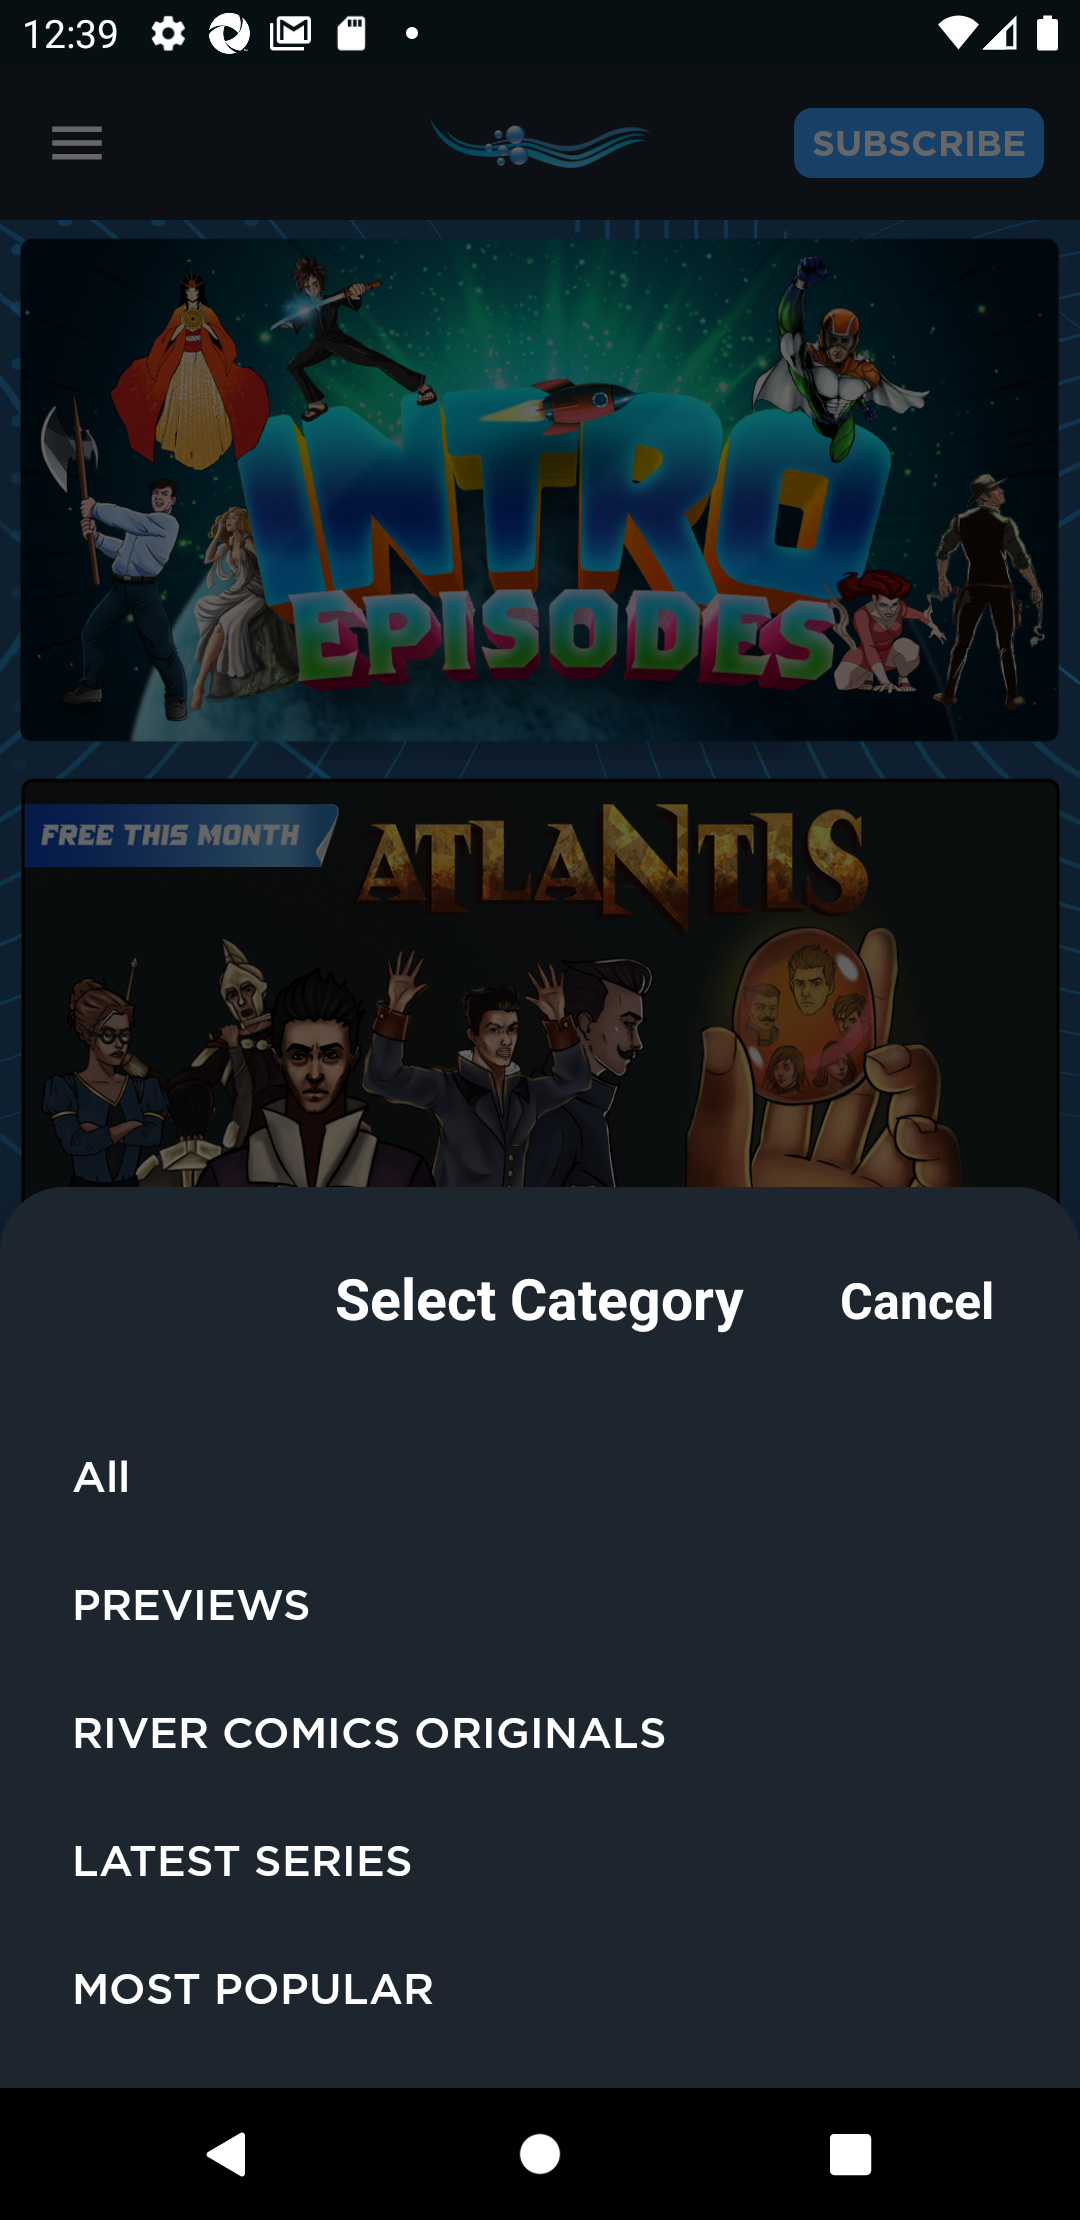 12:39
SUBSCRIBE
INTRO
EPISODES
FREE THIS MONTH
ATLANTIS
Select Category
Cancel
All
PREVIEWS
RIVER COMICS ORIGINALS
LATEST SERIES
MOST POPULAR